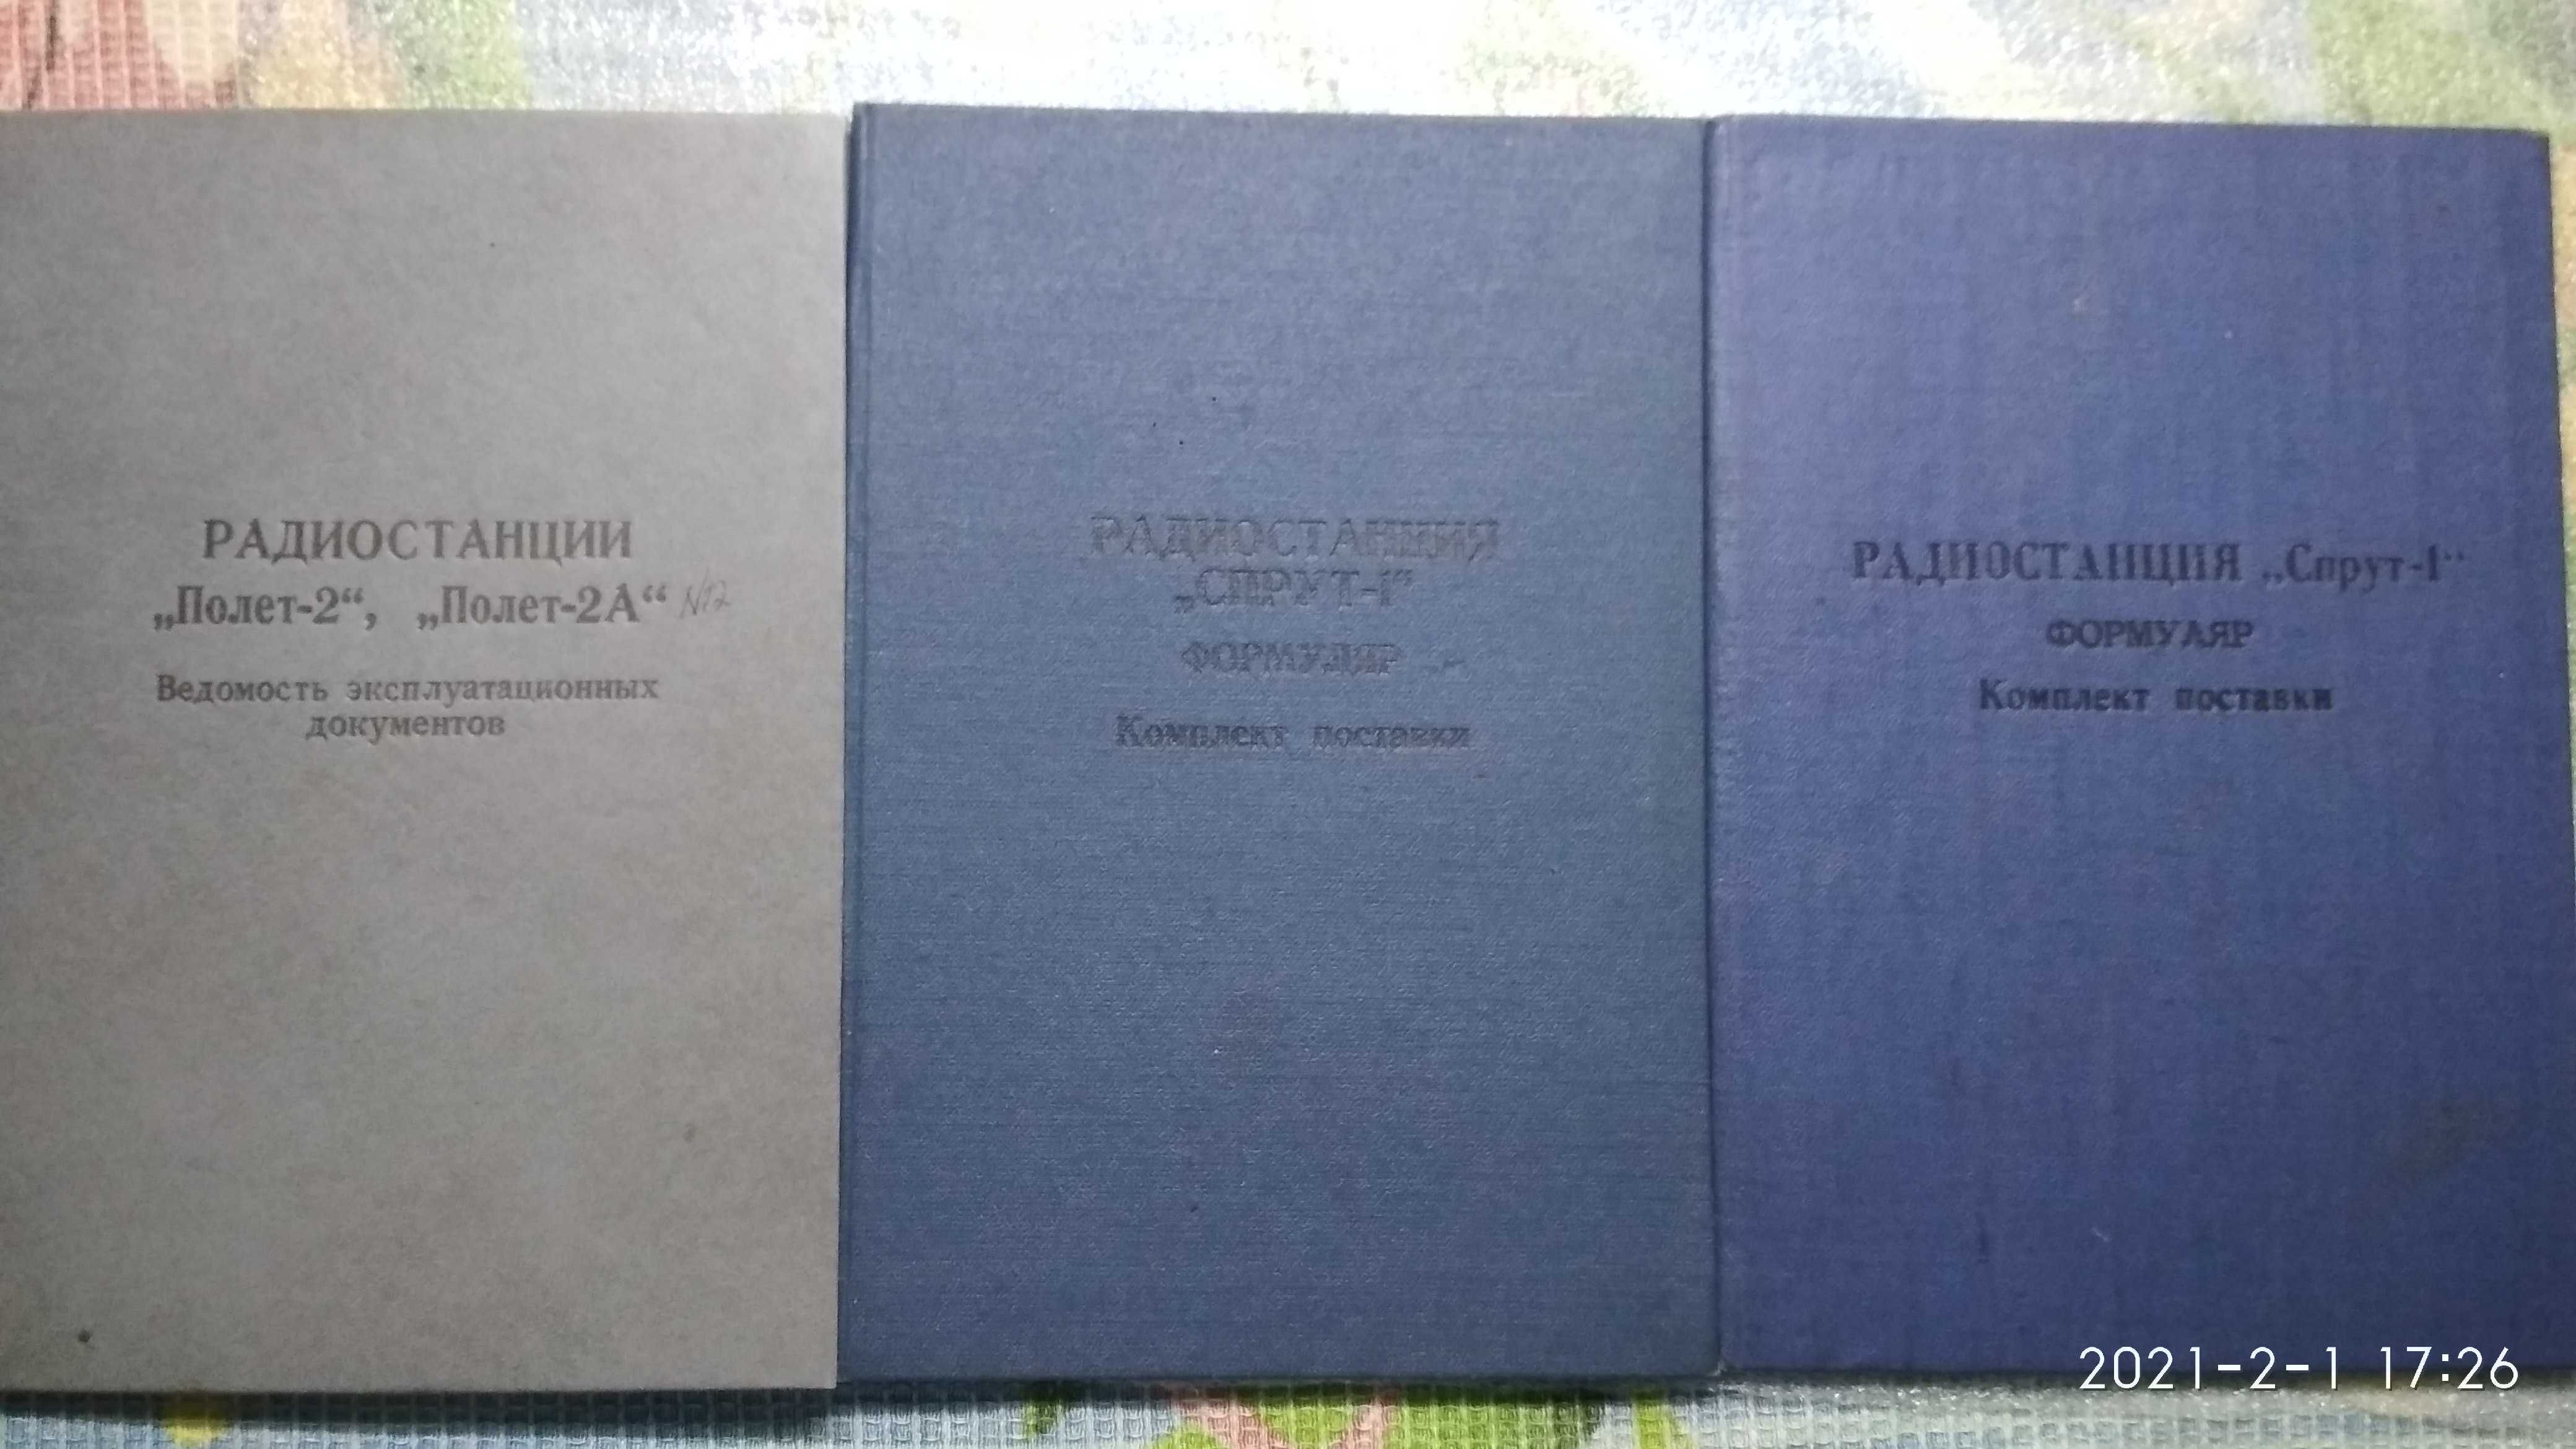 РАДИОСТАНЦИИ
„Полет-2“, „Полет-2А“ №12
Ведомость эксплуатационных
документов
РАДИОСТАНЦИЯ
„СПРУТ-1“
ФОРМУЛЯР
Комплект поставки
РАДИОСТАНЦИЯ „Спрут-1“
ФОРМУЛЯР
Комплект поставки
2021-2-1 17:26